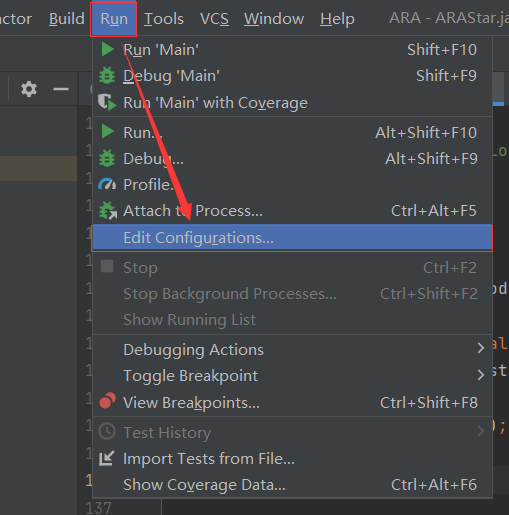 actor Build Run Tools VCS Window Help ARA - ARAStar.ja
Run 'Main' Shift+F10
Debug 'Main' Shift+F9
Run 'Main' with Coverage
Run... Alt+Shift+F10
Debug... Alt+Shift+F9
Profile...
Attach to Process... Ctrl+Alt+F5
Edit Configurations...
Stop Ctrl+F2
Stop Background Processes... Ctrl+Shift+F2
Show Running List
Debugging Actions
Toggle Breakpoint
View Breakpoints... Ctrl+Shift+F8
Test History
Import Tests from File...
Show Coverage Data... Ctrl+Alt+F6
137